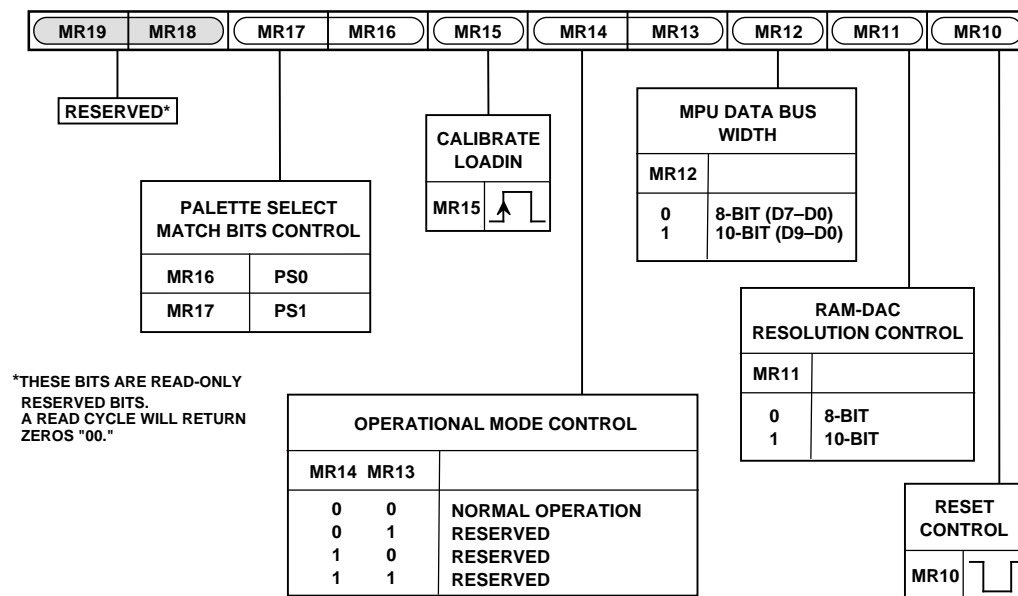 MR19 MR18 MR17 MR16 MR15 MR14 MR13 MR12 MR11 MR10
RESERVED*
PALETTE SELECT
MATCH BITS CONTROL
MR16 PS0
MR17 PS1
CALIBRATE
LOADIN
MR15
MPU DATA BUS
WIDTH
MR12
0 8-BIT (D7–D0)
1 10-BIT (D9–D0)
RAM-DAC
RESOLUTION CONTROL
MR11
0 8-BIT
1 10-BIT
*THESE BITS ARE READ-ONLY
RESERVED BITS.
A READ CYCLE WILL RETURN
ZEROS "00."
OPERATIONAL MODE CONTROL
MR14 MR13
0 0 NORMAL OPERATION
0 1 RESERVED
1 0 RESERVED
1 1 RESERVED
RESET
CONTROL
MR10